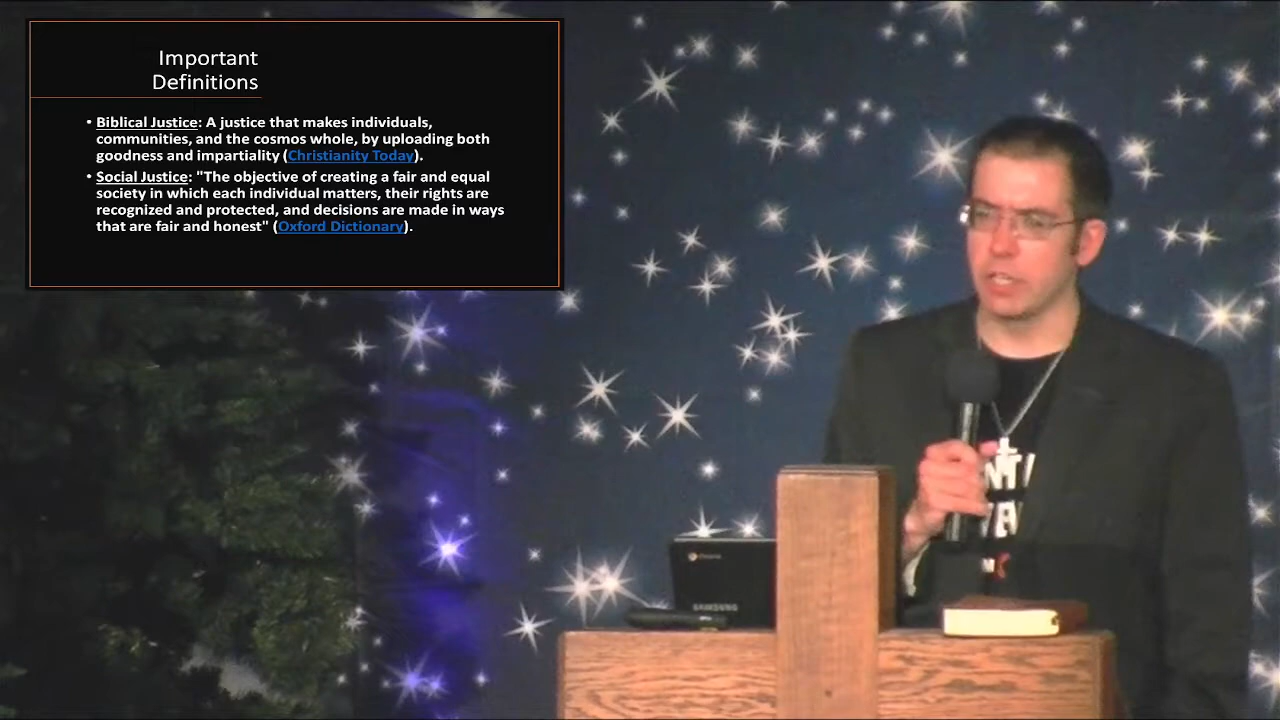 Important
Definitions
• Biblical Justice: A justice that makes individuals,
communities, and the cosmos whole, by uploading both
goodness and impartiality (Christianity Today).
• Social Justice: "The objective of creating a fair and equal
society in which each individual matters, their rights are
recognized and protected, and decisions are made in ways
that are fair and honest" (Oxford Dictionary).
SAMSUNG